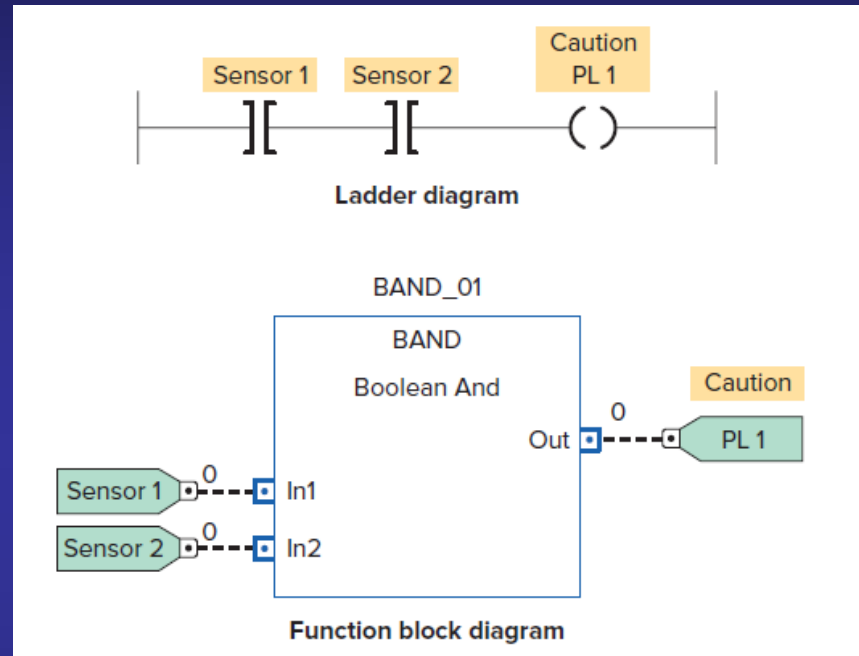 Caution
Sensor 1 Sensor 2 PL 1
Ladder diagram
BAND_01
BAND
Boolean And
Caution
0
Out PL 1
0
Sensor 1 In1
0
Sensor 2 In2
Function block diagram